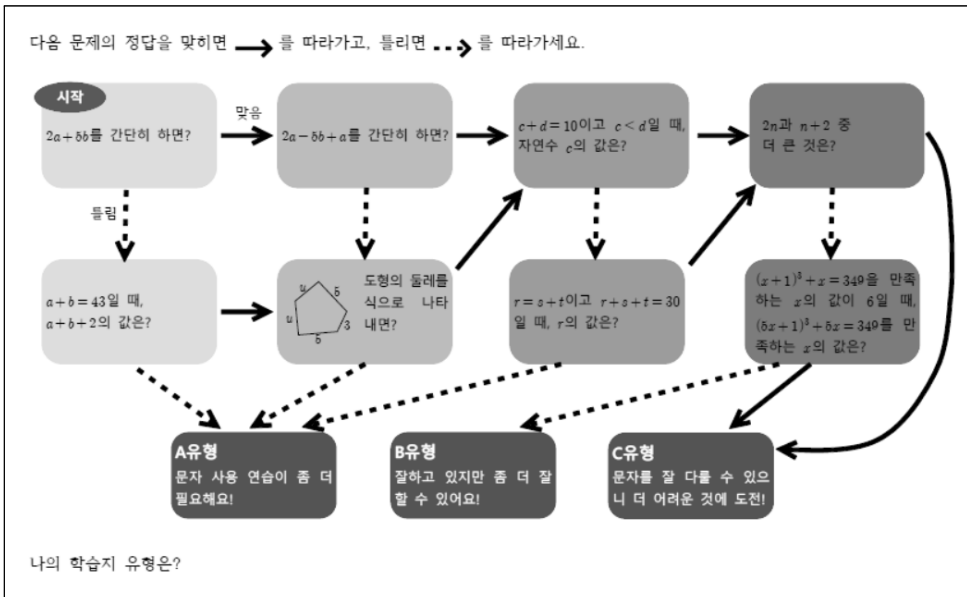 다음 문제의 정답을 맞히면 를 따라가고, 틀리면 를 따라가세요.
시작
2a+5b를 간단히 하면?
맞음
2a-5b+a를 간단히 하면?
c+d=10이고 c<d일 때,
자연수 c의 값은?
2n과 n+2 중
더 큰 것은?
틀림
a+b=43일 때,
a+b+2의 값은?
도형의 둘레를
식으로 나타
내면?
u
5
u
3
5
r=s+t이고 r+s+t=30
일 때, r의 값은?
(x+1)³+x=349을 만족
하는 x의 값이 6일 때,
(5x+1)³+5x=349를 만
족하는 x의 값은?
A유형
문자 사용 연습이 좀 더
필요해요!
B유형
잘하고 있지만 좀 더 잘
할 수 있어요!
C유형
문자를 잘 다룰 수 있으
니 더 어려운 것에 도전!
나의 학습지 유형은?